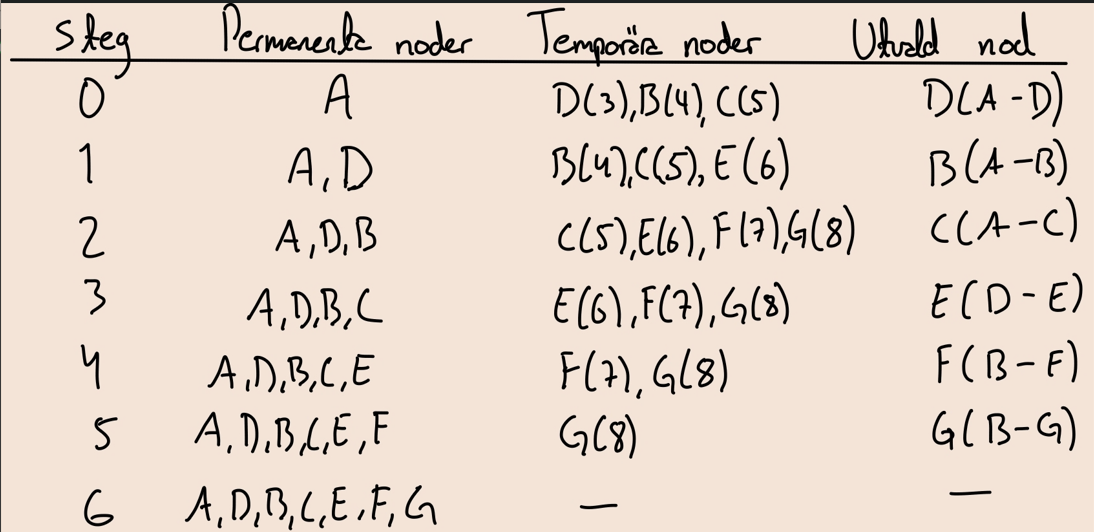 Steg Permanenta noder Temporära noder Utvald nod
0 A D(3),B(4),C(5) D(A-D)
1 A,D B(4),C(5),E(6) B(A-B)
2 A,D,B C(5),E(6),F(7),G(8) C(A-C)
3 A,D,B,C E(6),F(7),G(8) E(D-E)
4 A,D,B,C,E F(7),G(8) F(B-F)
5 A,D,B,C,E,F G(8) G(B-G)
6 A,D,B,C,E,F,G — —